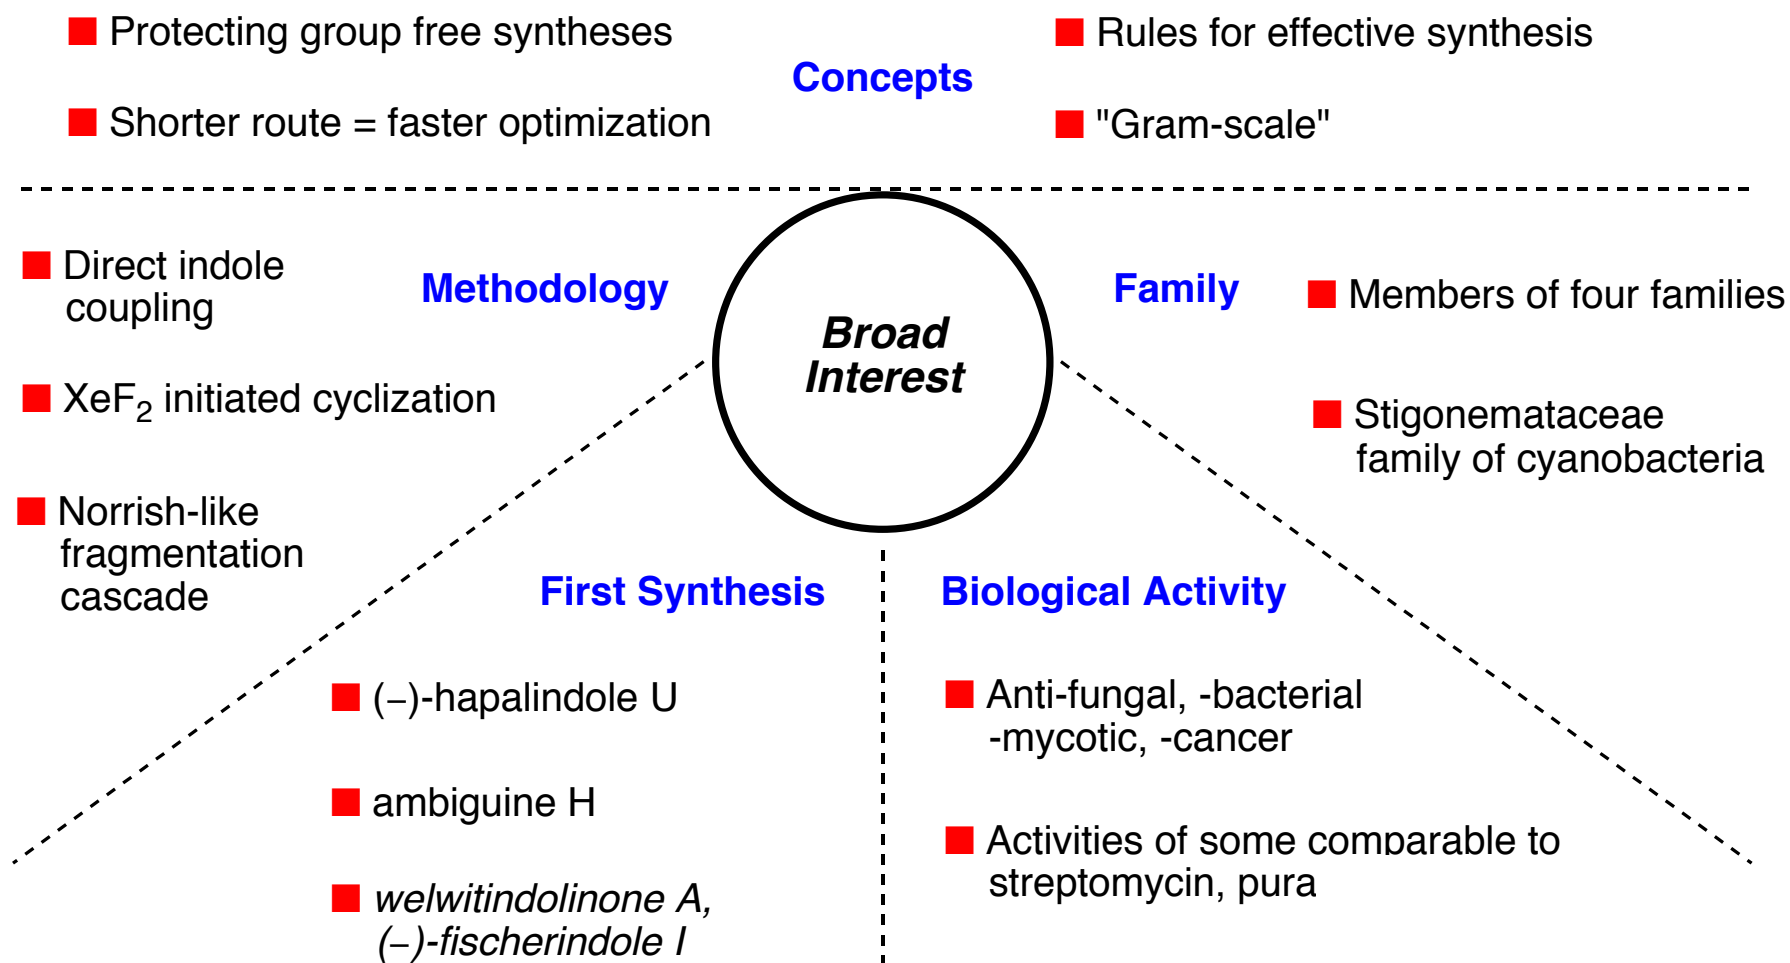 Protecting group free syntheses
Shorter route = faster optimization
Concepts
Rules for effective synthesis
"Gram-scale"
Direct indole
coupling
XeF₂ initiated cyclization
Norrish-like
fragmentation
cascade
Methodology
Broad
Interest
Family
Members of four families
Stigonemataceae
family of cyanobacteria
First Synthesis
(–)-hapalindole U
ambiguine H
welwitindolinone A,
(–)-fischerindole I
Biological Activity
Anti-fungal, -bacterial
-mycotic, -cancer
Activities of some comparable to
streptomycin, pura